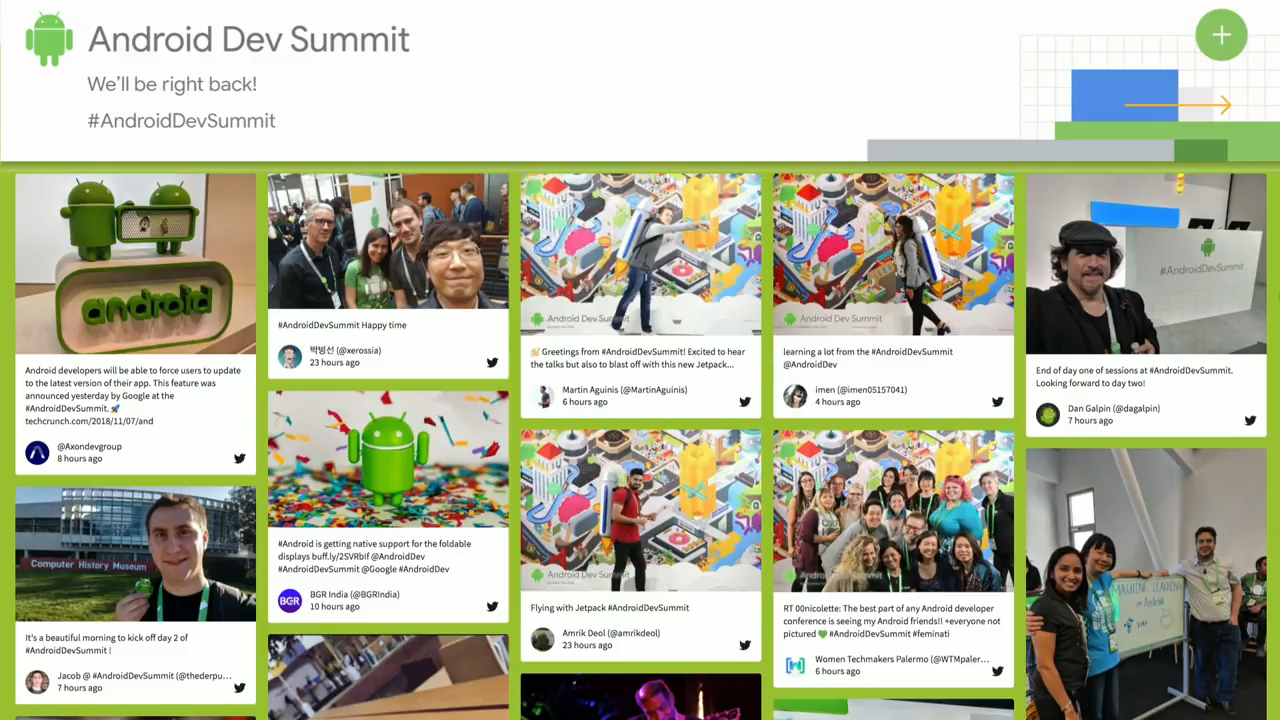 Android Dev Summit
We'll be right back!
#AndroidDevSummit
+
android
Android developers will be able to force users to update
to the latest version of their app. This feature was
announced yesterday by Google at the
#AndroidDevSummit. 🚀
techcrunch.com/2018/11/07/and
@Axondevgroup
8 hours ago
Computer History Museum
It's a beautiful morning to kick off day 2 of
#AndroidDevSummit !
Jacob @ #AndroidDevSummit (@thederpu...
7 hours ago
#AndroidDevSummit Happy time
박방선 (@xerossia)
23 hours ago
#Android is getting native support for the foldable
displays buff.ly/2SVRbIf @AndroidDev
#AndroidDevSummit @Google #AndroidDev
BGR
BGR India (@BGRIndia)
10 hours ago
Android Dev Summit
👋🏼 Greetings from #AndroidDevSummit! Excited to hear
the talks but also to blast off with this new Jetpack...
Martin Aguinis (@MartinAguinis)
6 hours ago
Android Dev Summit
Flying with Jetpack #AndroidDevSummit
Amrik Deol (@amrikdeol)
23 hours ago
Android Dev Summit
learning a lot from the #AndroidDevSummit
@AndroidDev
imen (@imen05157041)
4 hours ago
Android Dev Summit
RT 00nicolette: The best part of any Android developer
conference is seeing my Android friends!! +everyone not
pictured 💚 #AndroidDevSummit #feminati
Women Techmakers Palermo (@WTMpaler...
6 hours ago
#AndroidDevSummit
End of day one of sessions at #AndroidDevSummit.
Looking forward to day two!
Dan Galpin (@dagalpin)
7 hours ago
MACHINE LEARNING
Android